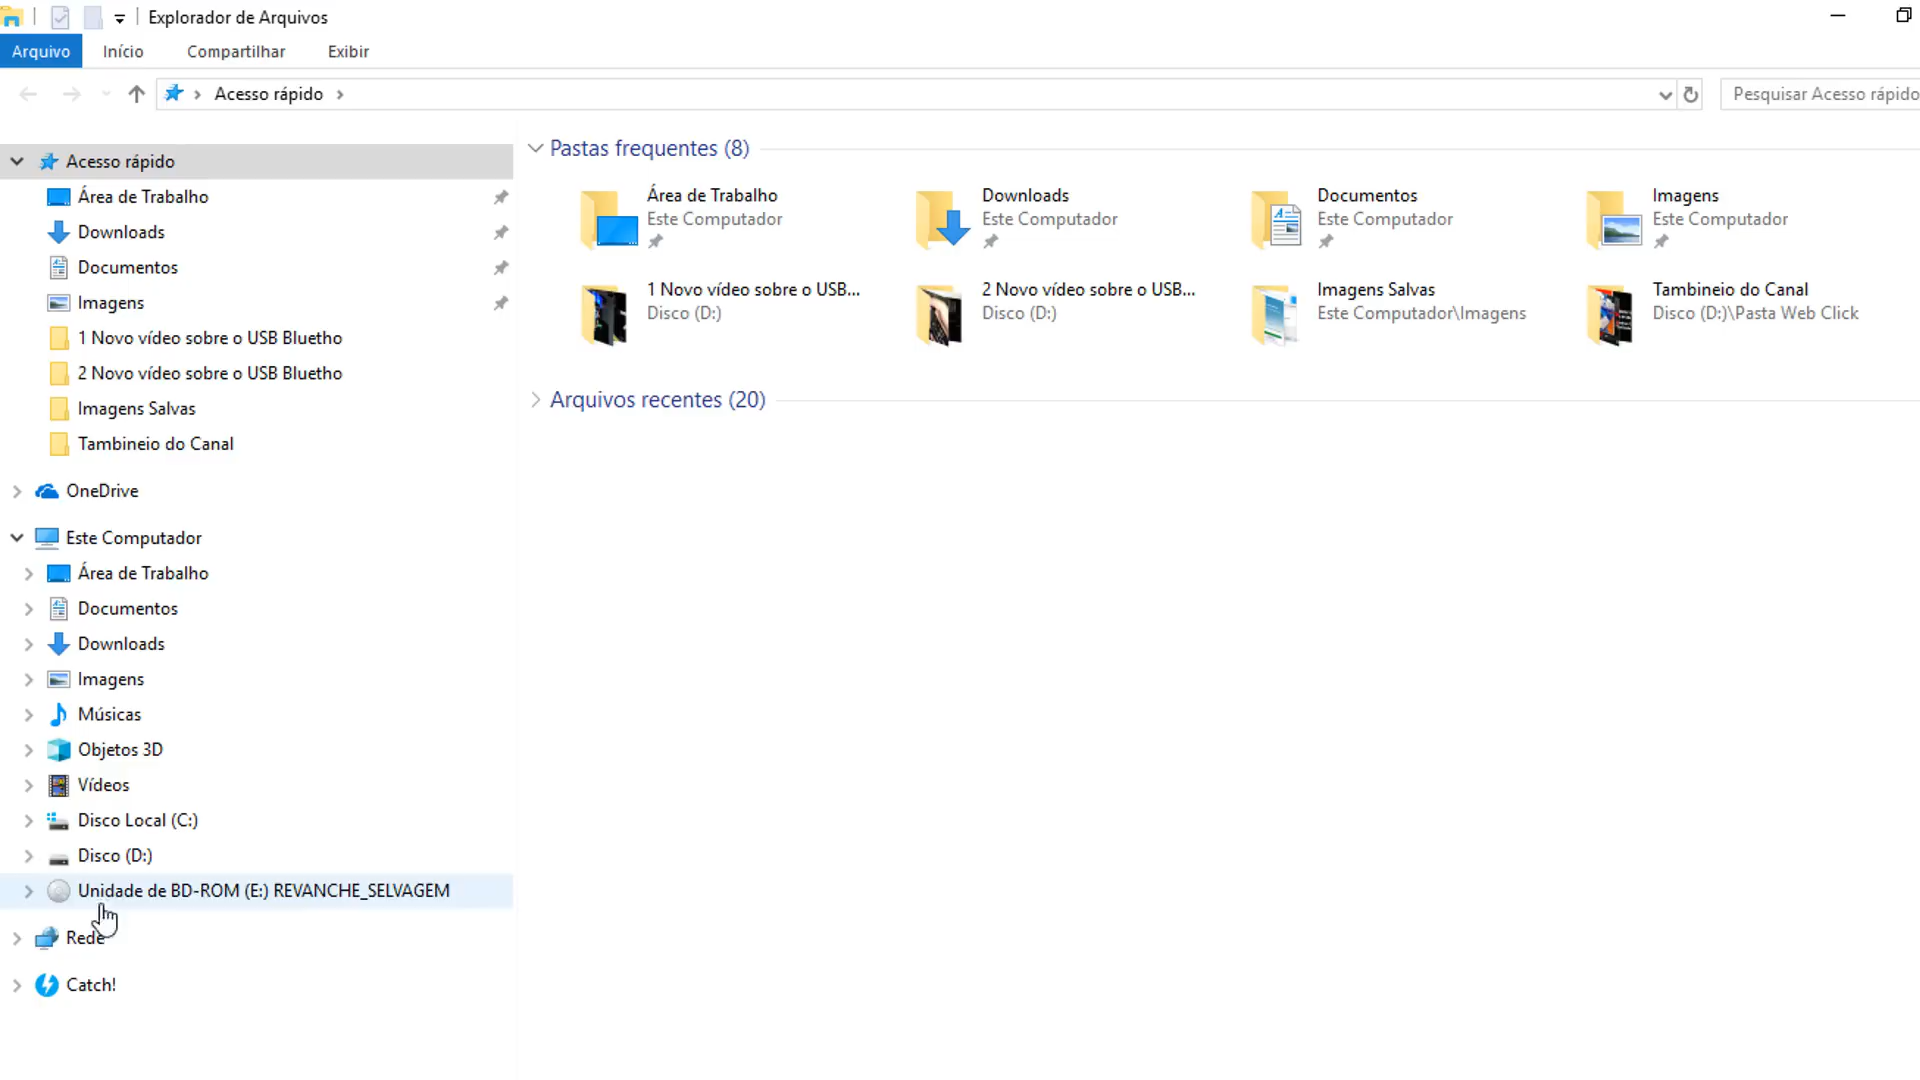 Explorador de Arquivos
Arquivo Início Compartilhar Exibir
Acesso rápido
Pesquisar Acesso rápido
Acesso rápido
Área de Trabalho
Downloads
Documentos
Imagens
1 Novo vídeo sobre o USB Bluetho
2 Novo vídeo sobre o USB Bluetho
Imagens Salvas
Tambineio do Canal
OneDrive
Este Computador
Área de Trabalho
Documentos
Downloads
Imagens
Músicas
Objetos 3D
Vídeos
Disco Local (C:)
Disco (D:)
Unidade de BD-ROM (E:) REVANCHE_SELVAGEM
Rede
Catch!
Pastas frequentes (8)
Área de Trabalho
Este Computador
Downloads
Este Computador
Documentos
Este Computador
Imagens
Este Computador
1 Novo vídeo sobre o USB...
Disco (D:)
2 Novo vídeo sobre o USB...
Disco (D:)
Imagens Salvas
Este Computador\Imagens
Tambineio do Canal
Disco (D:)\Pasta Web Click
Arquivos recentes (20)